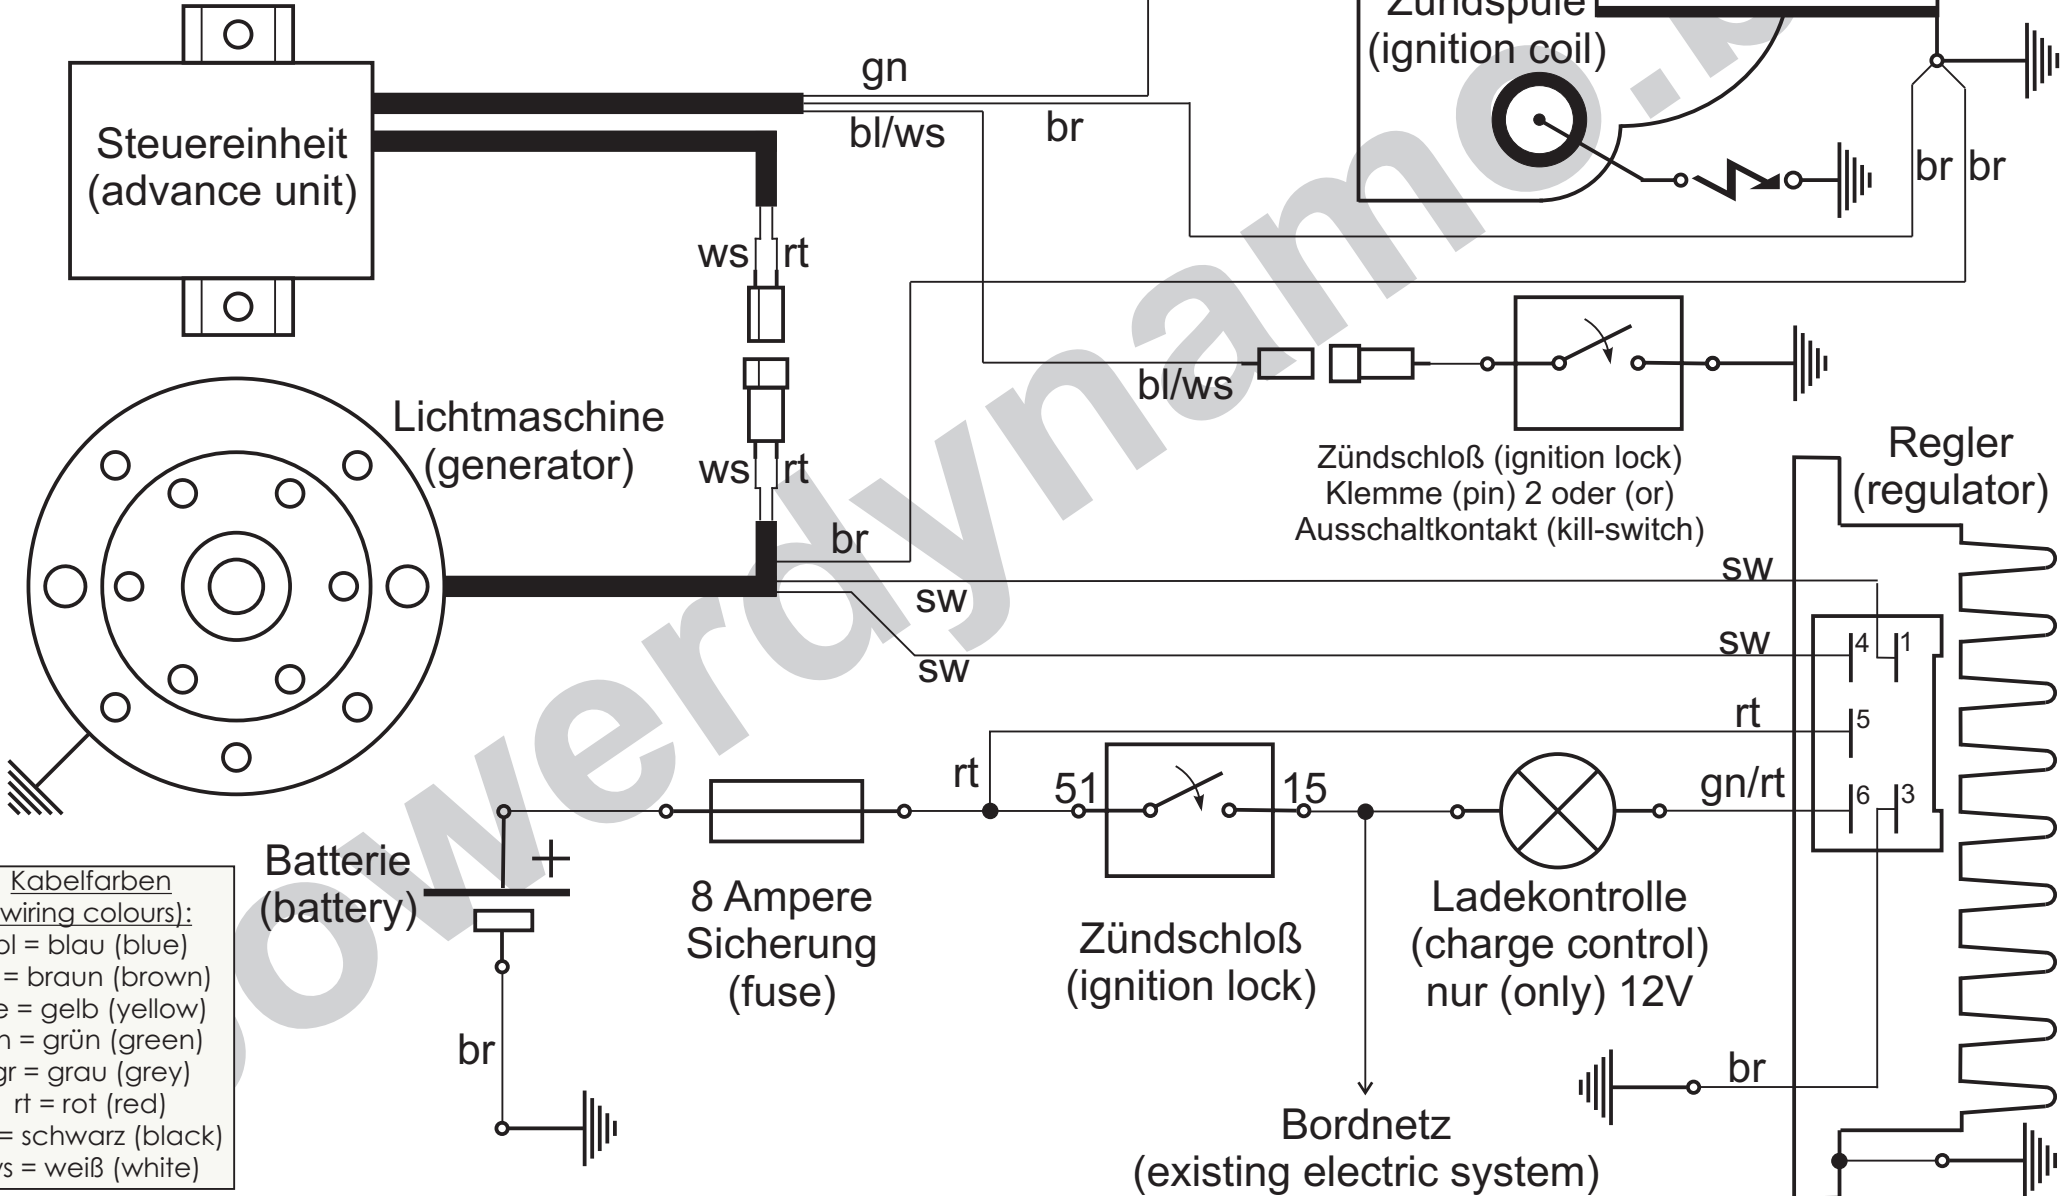 Zündspule
(ignition coil)
gn
bl/ws
br
Steuereinheit
(advance unit)
br
br
ws
rt
bl/ws
Lichtmaschine
(generator)
ws
rt
Zündschloß (ignition lock)
Klemme (pin) 2 oder (or)
Ausschaltkontakt (kill-switch)
Regler
(regulator)
br
sw
sw
sw
sw
4
1
rt
5
rt
51
15
gn/rt
6
3
Batterie
(battery)
8 Ampere
Sicherung
(fuse)
Zündschloß
(ignition lock)
Ladekontrolle
(charge control)
nur (only) 12V
br
br
Bordnetz
(existing electric system)
Kabelfarben
wiring colours):
= blau (blue)
= braun (brown)
= gelb (yellow)
= grün (green)
gr = grau (grey)
rt = rot (red)
= schwarz (black)
= weiß (white)